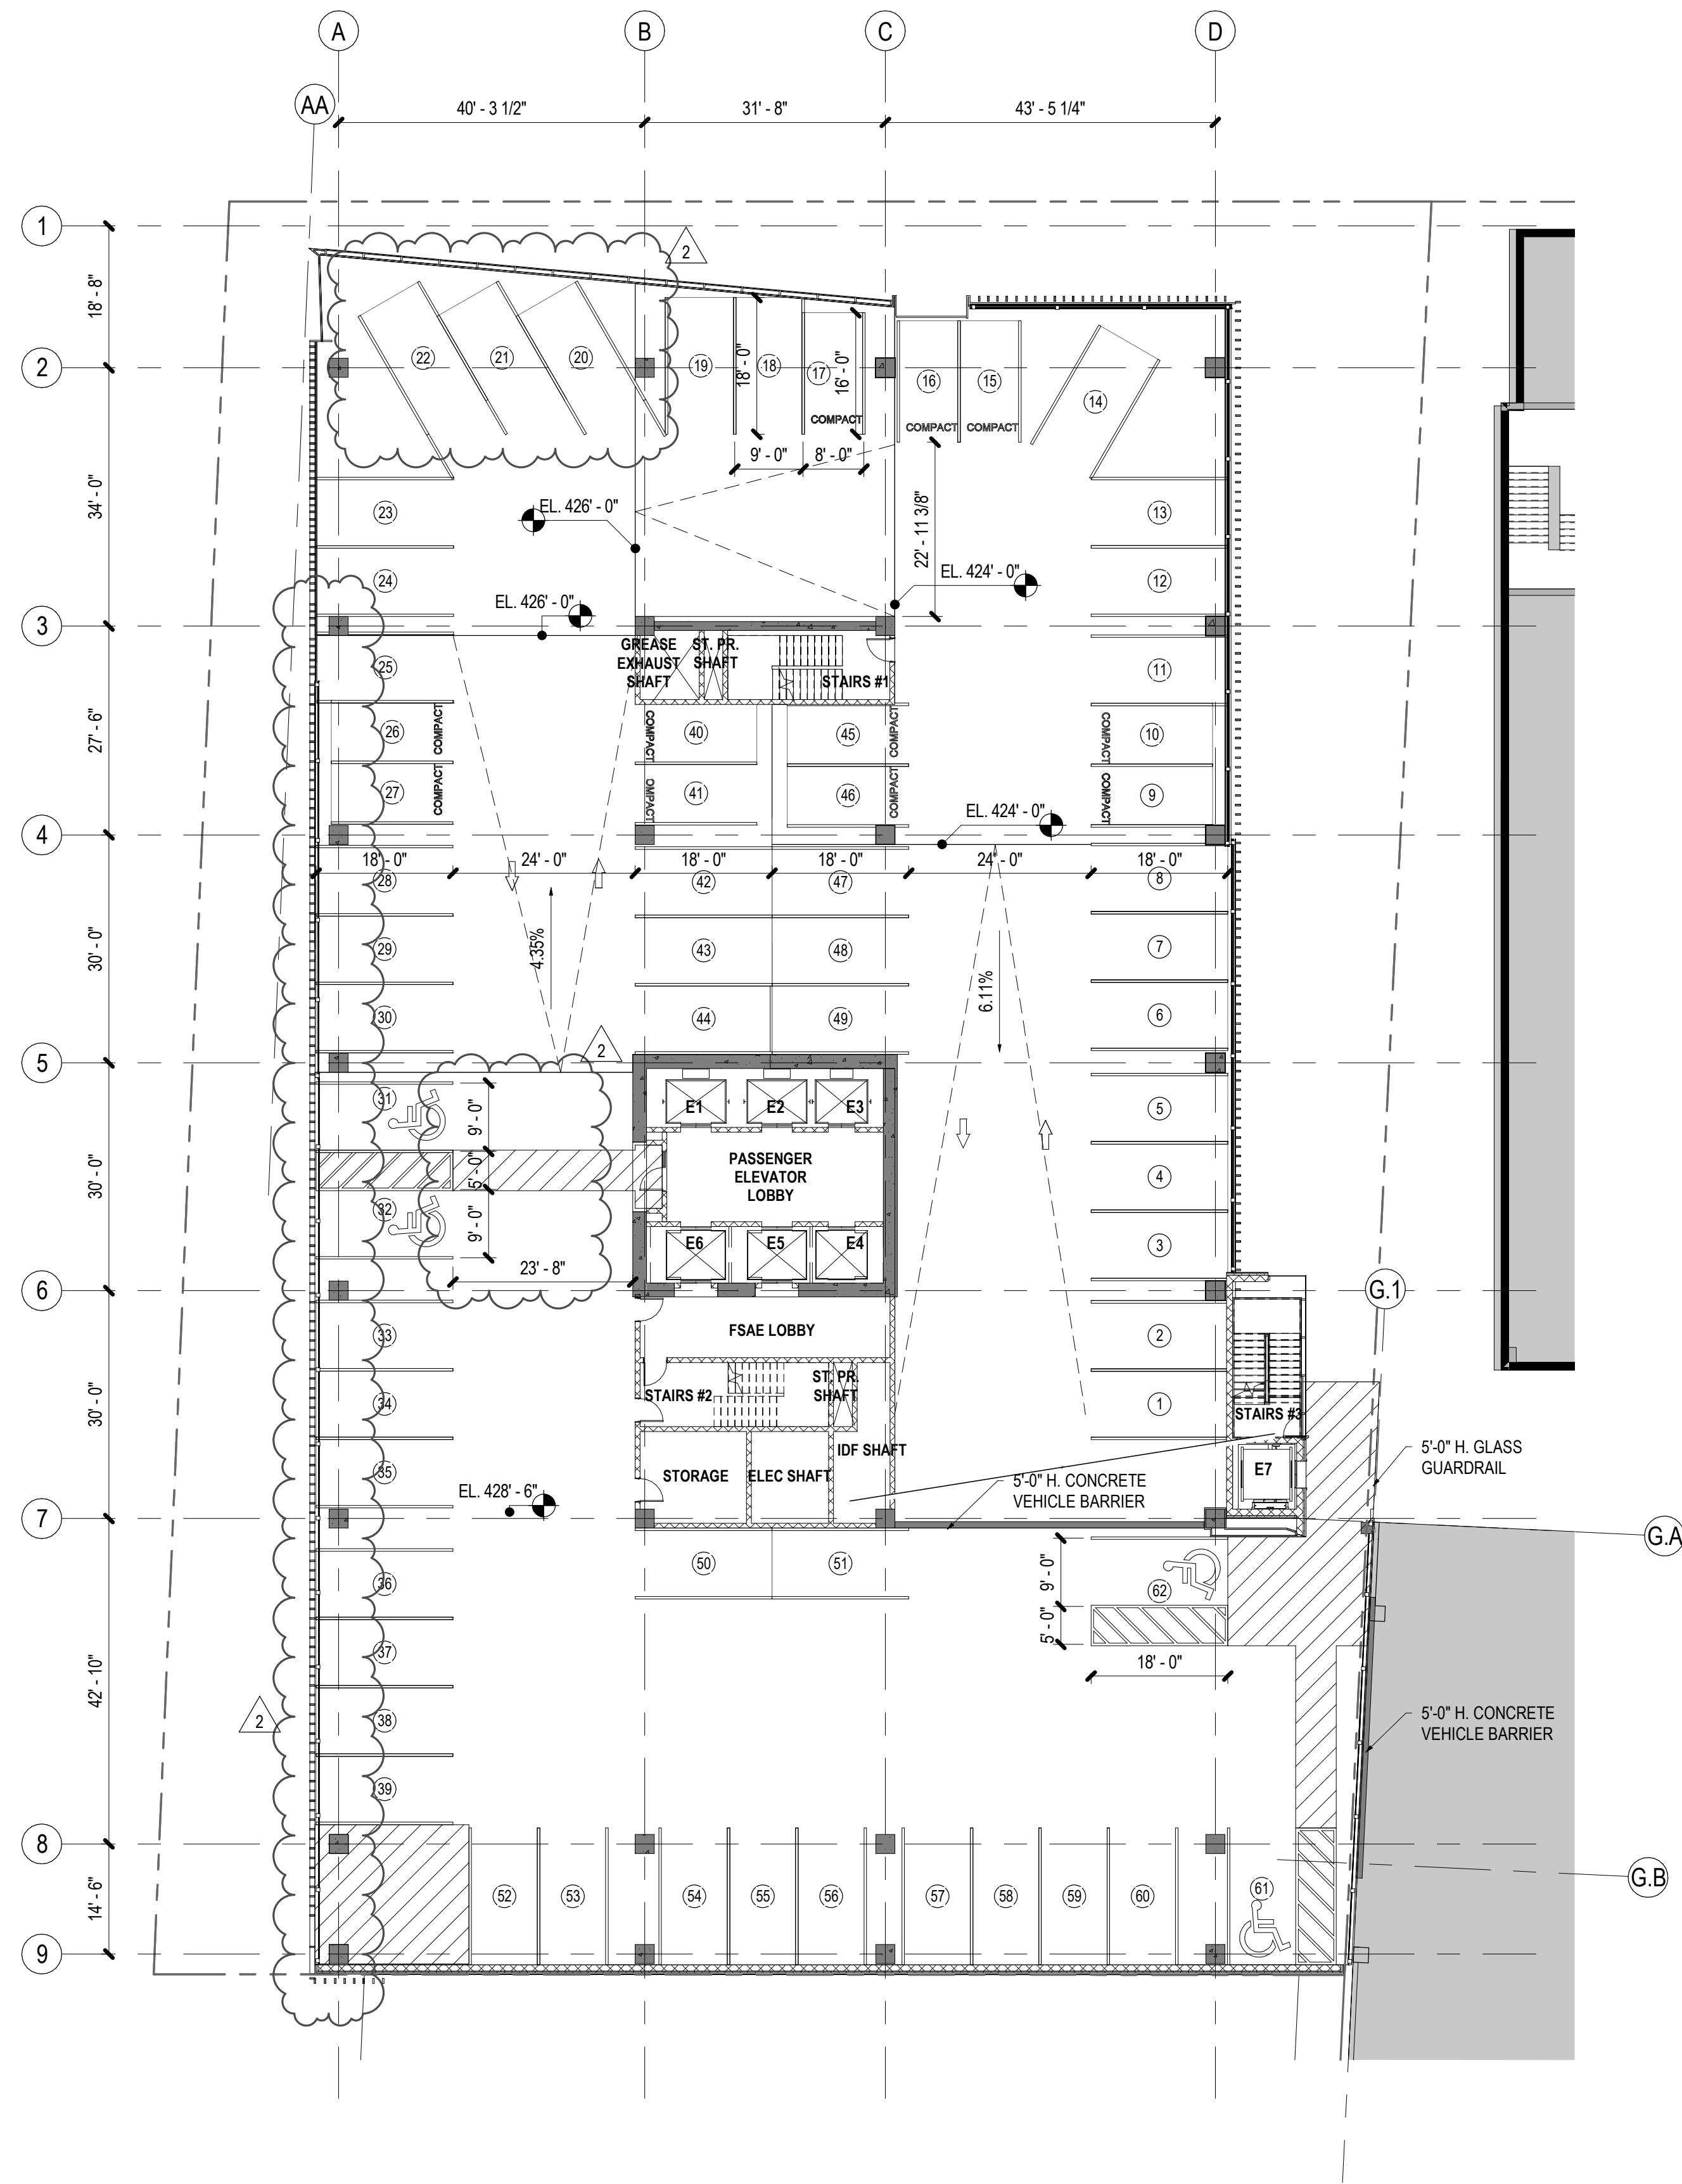 A
B
C
D
AA
40' - 3 1/2"
31' - 8"
43' - 5 1/4"
1
2
18' - 8"
2
22
21
20
19
18' - 0"
18
17
16' - 0"
COMPACT
16
COMPACT
15
COMPACT
14
9' - 0"
8' - 0"
34' - 0"
23
EL. 426' - 0"
22' - 11 3/8"
13
24
EL. 426' - 0"
EL. 424' - 0"
12
3
GREASE
EXHAUST
SHAFT
ST. PR.
SHAFT
STAIRS #1
25
11
27' - 6"
26
COMPACT
COMPACT
40
45
COMPACT
COMPACT
10
27
COMPACT
OMPACT
41
46
COMPACT
COMPACT
9
EL. 424' - 0"
4
18' - 0"
24' - 0"
18' - 0"
18' - 0"
24' - 0"
18' - 0"
28
42
47
8
30' - 0"
29
4.35%
43
48
6.11%
7
30
44
49
6
5
2
31
9' - 0"
E1
E2
E3
5
30' - 0"
5' - 0"
PASSENGER
ELEVATOR
LOBBY
4
32
9' - 0"
E6
E5
E4
3
23' - 8"
6
G.1
33
FSAE LOBBY
2
30' - 0"
34
STAIRS #2
ST. PR.
SHAFT
1
STAIRS #3
35
STORAGE
ELEC SHAFT
IDF SHAFT
E7
5'-0" H. GLASS
GUARDRAIL
EL. 428' - 6"
5'-0" H. CONCRETE
VEHICLE BARRIER
7
G.A
36
50
51
9' - 0"
62
5' - 0"
42' - 10"
37
18' - 0"
2
38
5'-0" H. CONCRETE
VEHICLE BARRIER
39
8
G.B
14' - 6"
52
53
54
55
56
57
58
59
60
61
9